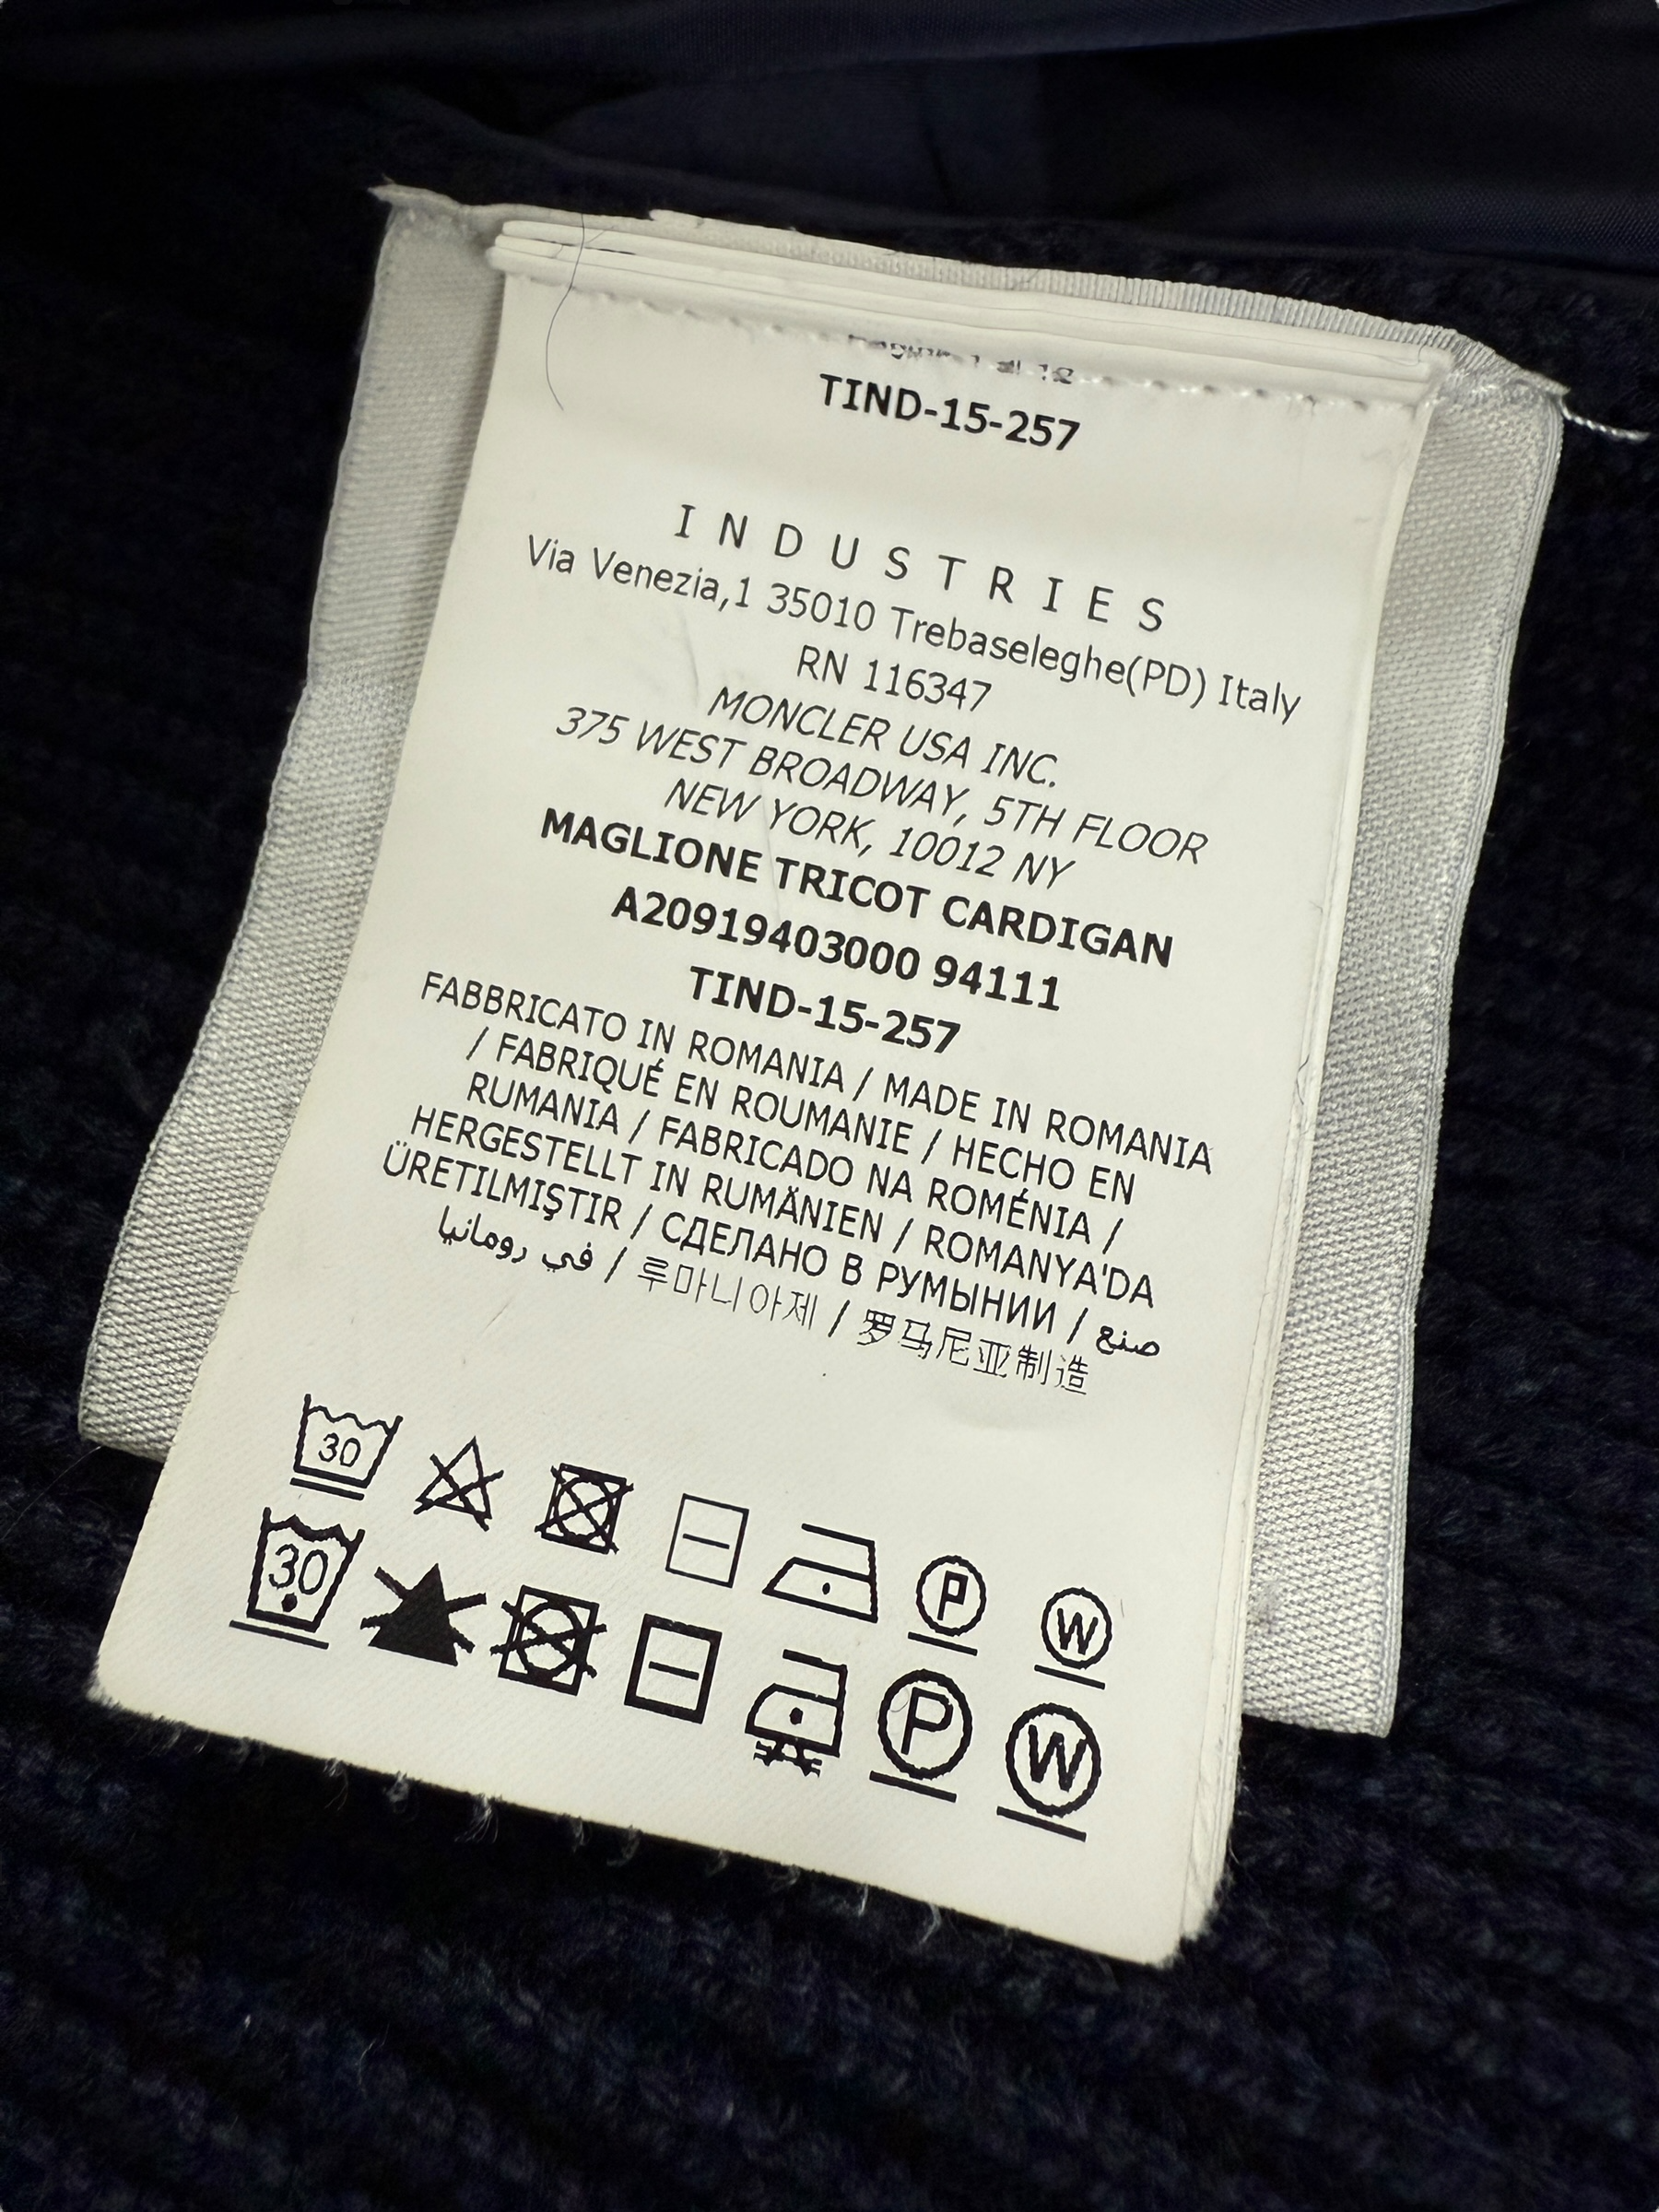 TIND-15-257
INDUSTRIES
Via Venezia,1 35010 Trebaseleghe(PD) Italy
RN 116347
MONCLER USA INC.
375 WEST BROADWAY, 5TH FLOOR
NEW YORK, 10012 NY
MAGLIONE TRICOT CARDIGAN
A20919403000 94111
TIND-15-257
FABBRICATO IN ROMANIA / MADE IN ROMANIA
/ FABRIQUÉ EN ROUMANIE / HECHO EN
RUMANIA / FABRICADO NA ROMÉNIA /
HERGESTELLT IN RUMÄNIEN / ROMANYA'DA
ÜRETILMIŞTIR / СДЕЛАНО В РУМЫНИИ / صنع
في رومانيا / 루마니아제 / 罗马尼亚制造
30 P W
30 P W